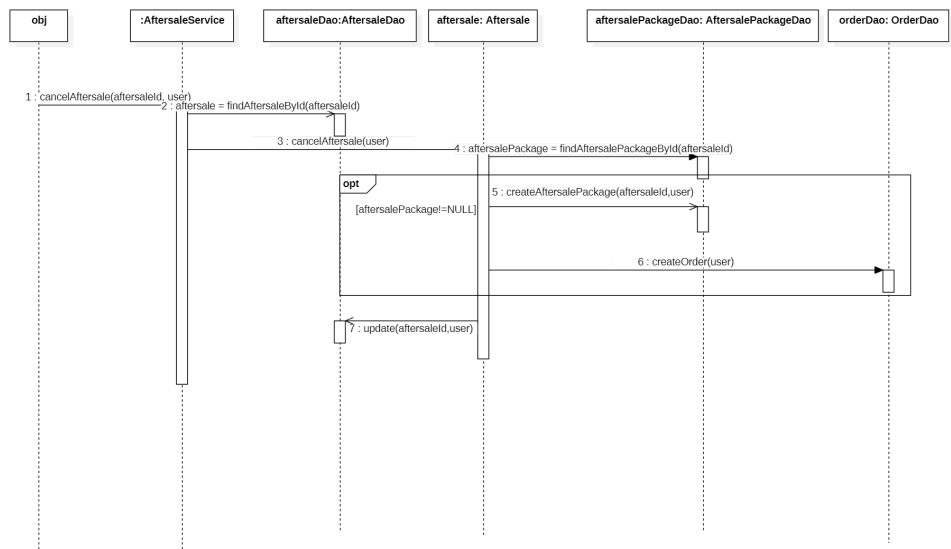 obj
:AftersaleService
aftersaleDao:AftersaleDao
aftersale: Aftersale
aftersalePackageDao: AftersalePackageDao
orderDao: OrderDao
1 : cancelAftersale(aftersaleId, user)
2 : aftersale = findAftersaleById(aftersaleId)
3 : cancelAftersale(user)
4 : aftersalePackage = findAftersalePackageById(aftersaleId)
opt
5 : createAftersalePackage(aftersaleId,user)
[aftersalePackage!=NULL]
6 : createOrder(user)
7 : update(aftersaleId,user)